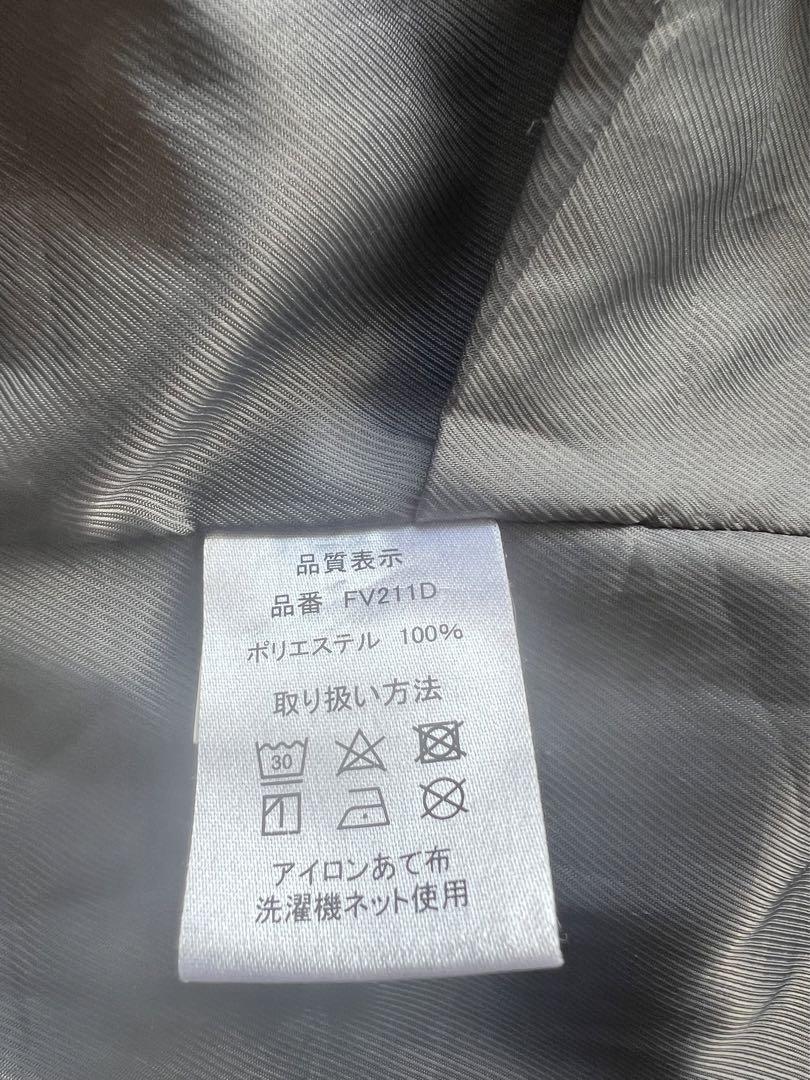 品質表示
品番 FV211D
ポリエステル 100%
取り扱い方法
30
アイロンあて布
洗濯機ネット使用